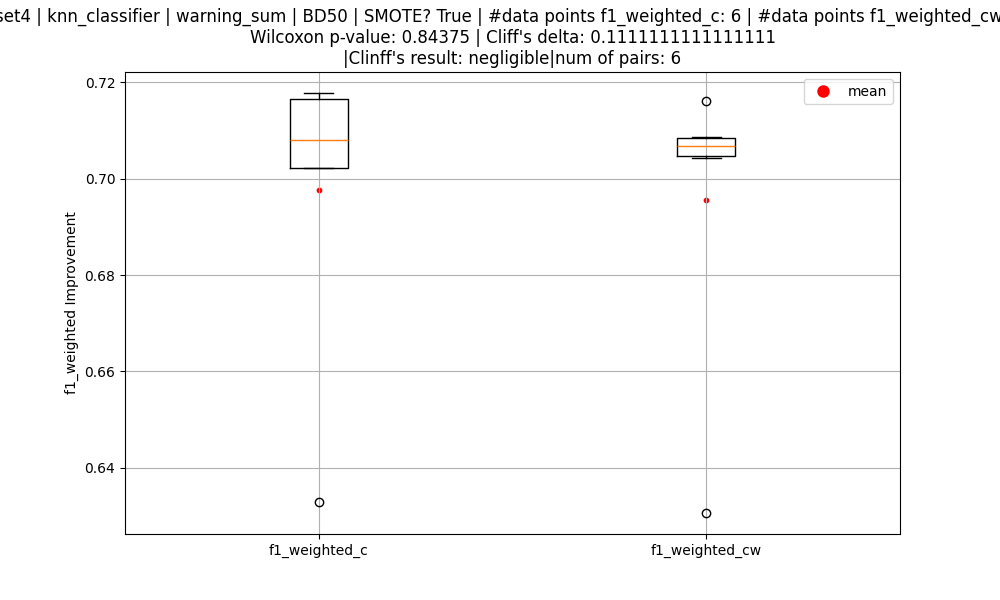 set4 | knn_classifier | warning_sum | BD50 | SMOTE? True | #data points f1_weighted_c: 6 | #data points f1_weighted_cw
Wilcoxon p-value: 0.84375 | Cliff's delta: 0.1111111111111111
|Clinff's result: negligible|num of pairs: 6
mean
0.72
0.70
0.68
0.66
0.64
f1_weighted Improvement
f1_weighted_c
f1_weighted_cw